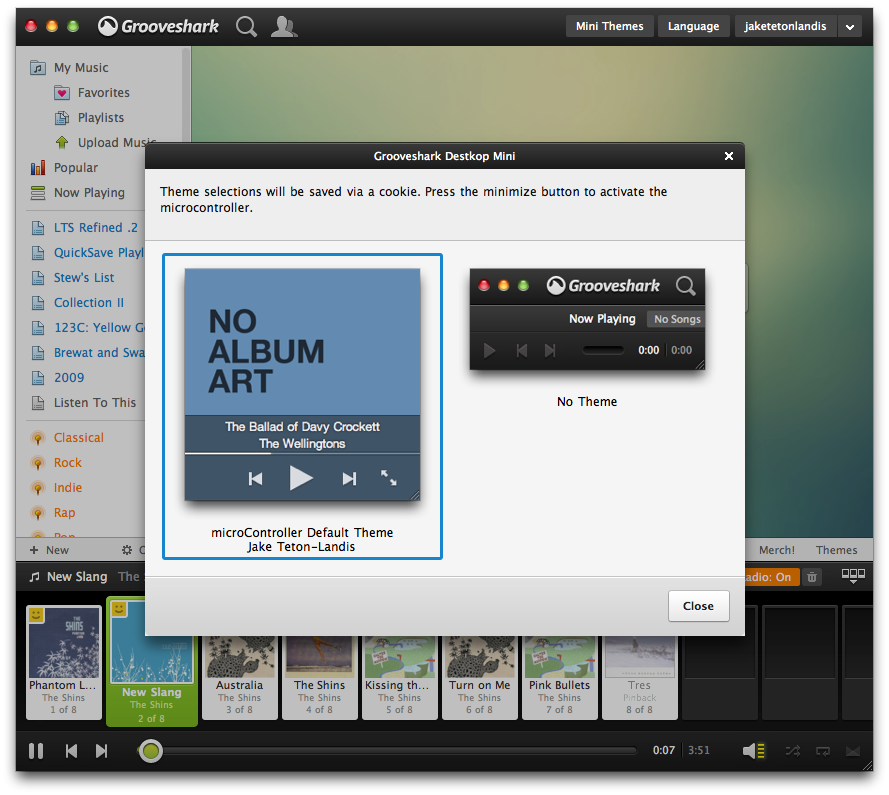 Grooveshark
Mini Themes
Language
jaketetonlandis
My Music
Favorites
Playlists
Upload Music
Popular
Now Playing
LTS Refined .2
QuickSave Playl
Stew's List
Collection II
123C: Yellow G
Brewat and Swa
2009
Listen To This
Classical
Rock
Indie
Rap
Pop
+ New
Merch!
Themes
Grooveshark Destkop Mini
Theme selections will be saved via a cookie. Press the minimize button to activate the
microcontroller.
NO
ALBUM
ART
The Ballad of Davy Crockett
The Wellingtons
microController Default Theme
Jake Teton-Landis
Grooveshark
Now Playing
No Songs
0:00
0:00
No Theme
Close
New Slang
The
adio: On
THE
SHINS
Phantom L...
The Shins
1 of 8
New Slang
The Shins
2 of 8
Australia
The Shins
3 of 8
The Shins
The Shins
4 of 8
Kissing th...
The Shins
5 of 8
Turn on Me
The Shins
6 of 8
Pink Bullets
The Shins
7 of 8
Tres
Pinback
8 of 8
0:07
3:51